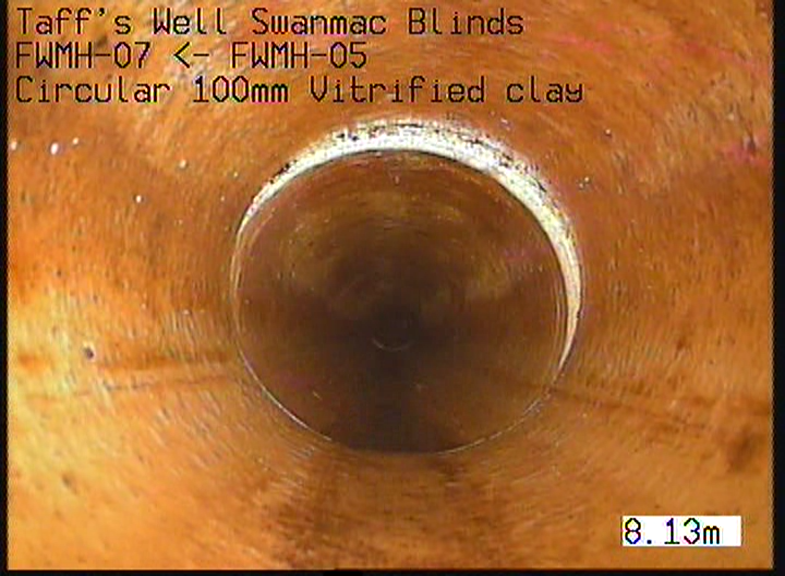 Taff's Well Swanmac Blinds
FWMH-07 <- FWMH-05
Circular 100mm Vitrified clay
8.13m